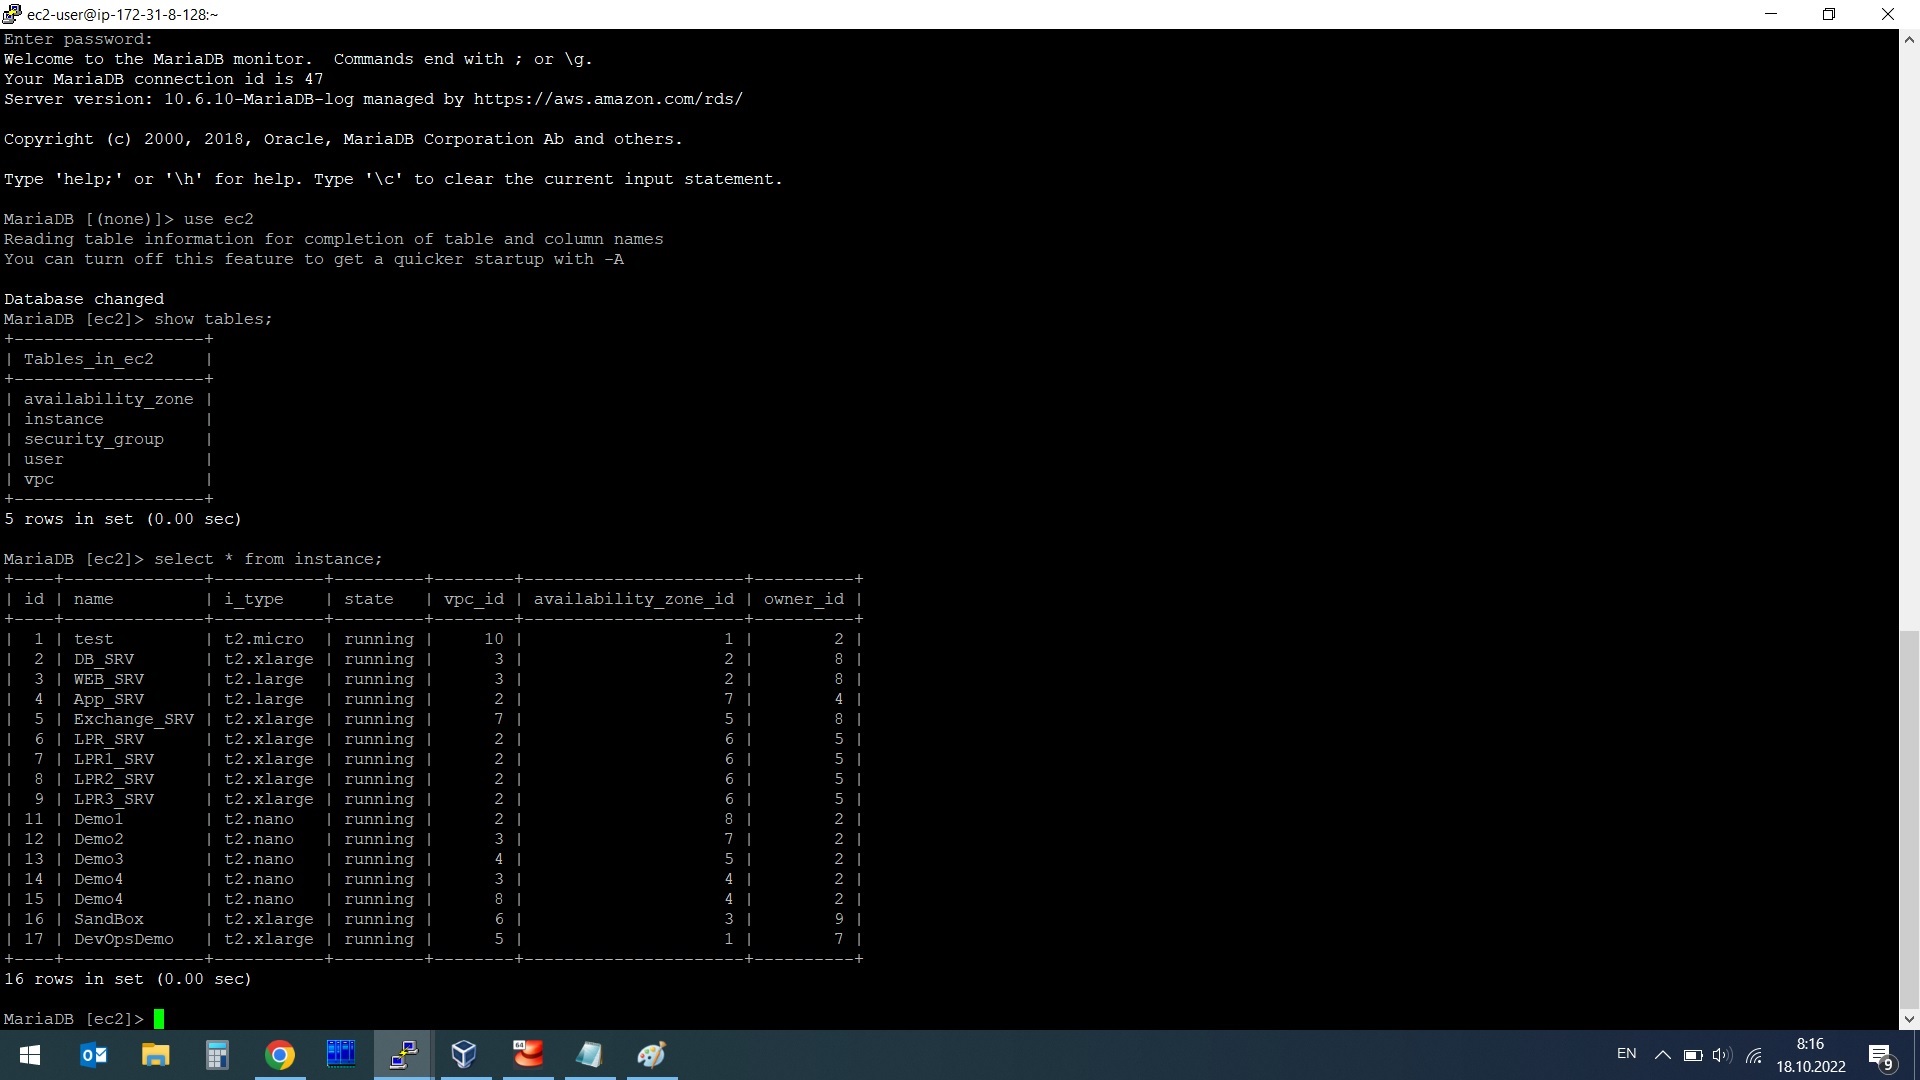 ec2-user@ip-172-31-8-128:~
Enter password:
Welcome to the MariaDB monitor.  Commands end with ; or \g.
Your MariaDB connection id is 47
Server version: 10.6.10-MariaDB-log managed by https://aws.amazon.com/rds/

Copyright (c) 2000, 2018, Oracle, MariaDB Corporation Ab and others.

Type 'help;' or '\h' for help. Type '\c' to clear the current input statement.

MariaDB [(none)]> use ec2
Reading table information for completion of table and column names
You can turn off this feature to get a quicker startup with -A

Database changed
MariaDB [ec2]> show tables;
+-------------------+
| Tables_in_ec2     |
+-------------------+
| availability_zone |
| instance          |
| security_group    |
| user              |
| vpc               |
+-------------------+
5 rows in set (0.00 sec)

MariaDB [ec2]> select * from instance;
+----+--------------+-----------+---------+--------+----------------------+----------+
| id | name         | i_type    | state   | vpc_id | availability_zone_id | owner_id |
+----+--------------+-----------+---------+--------+----------------------+----------+
|  1 | test         | t2.micro  | running |     10 |                    1 |        2 |
|  2 | DB_SRV       | t2.xlarge | running |      3 |                    2 |        8 |
|  3 | WEB_SRV      | t2.large  | running |      3 |                    2 |        8 |
|  4 | App_SRV      | t2.large  | running |      2 |                    7 |        4 |
|  5 | Exchange_SRV | t2.xlarge | running |      7 |                    5 |        8 |
|  6 | LPR_SRV      | t2.xlarge | running |      2 |                    6 |        5 |
|  7 | LPR1_SRV     | t2.xlarge | running |      2 |                    6 |        5 |
|  8 | LPR2_SRV     | t2.xlarge | running |      2 |                    6 |        5 |
|  9 | LPR3_SRV     | t2.xlarge | running |      2 |                    6 |        5 |
| 11 | Demo1        | t2.nano   | running |      2 |                    8 |        2 |
| 12 | Demo2        | t2.nano   | running |      3 |                    7 |        2 |
| 13 | Demo3        | t2.nano   | running |      4 |                    5 |        2 |
| 14 | Demo4        | t2.nano   | running |      3 |                    4 |        2 |
| 15 | Demo4        | t2.nano   | running |      8 |                    4 |        2 |
| 16 | SandBox      | t2.xlarge | running |      6 |                    3 |        9 |
| 17 | DevOpsDemo   | t2.xlarge | running |      5 |                    1 |        7 |
+----+--------------+-----------+---------+--------+----------------------+----------+
16 rows in set (0.00 sec)

MariaDB [ec2]>
EN
8:16
18.10.2022
9